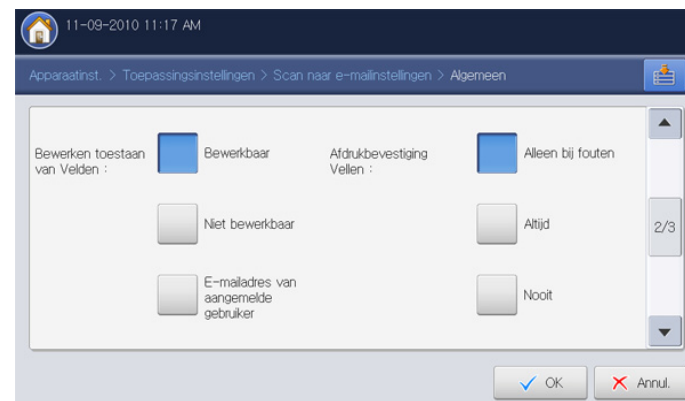 11-09-2010 11:17 AM
Apparaatinst. > Toepassingsinstellingen > Scan naar e-mailinstellingen > Algemeen
Bewerken toestaan
van Velden :
Bewerkbaar
Niet bewerkbaar
E-mailadres van
aangemelde
gebruiker
Afdrukbevestiging
Vellen :
Alleen bij fouten
Altijd
Nooit
2/3
OK
Annul.